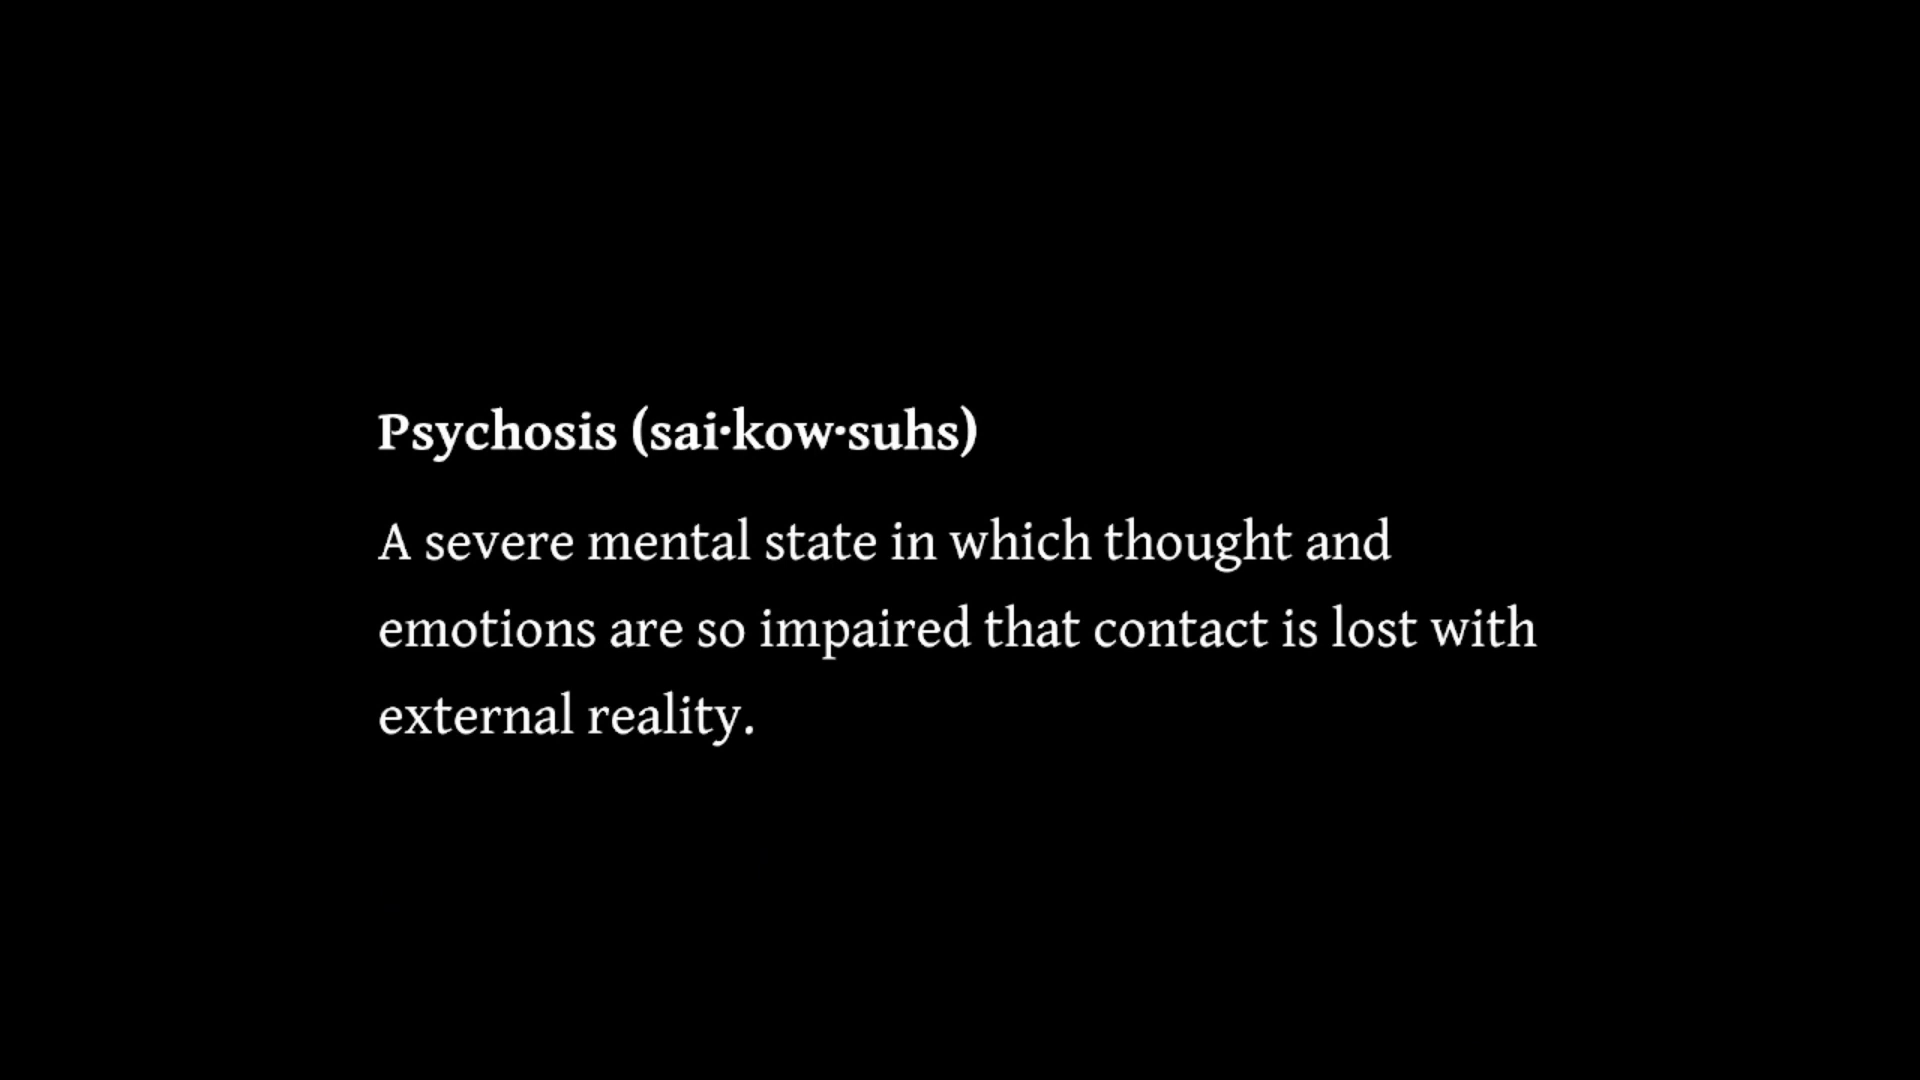 Psychosis (sai·kow·suhs)
A severe mental state in which thought and
emotions are so impaired that contact is lost with
external reality.